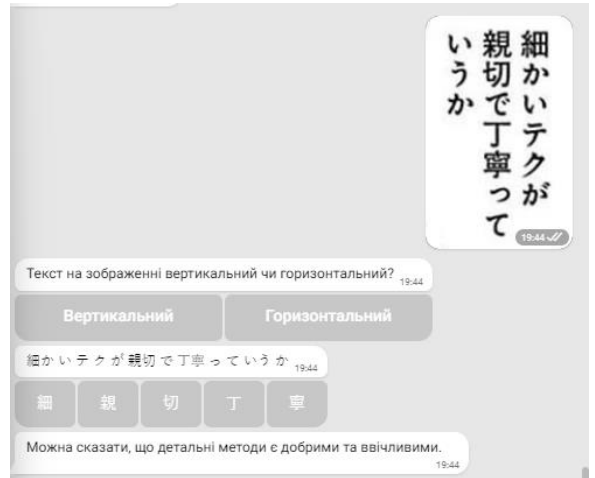 細かいテクが
親切で丁寧って
いうか
19:44
Текст на зображенні вертикальний чи горизонтальний? 19:44
Вертикальний Горизонтальний
細か い テ ク が 親切 で 丁寧 っ て い う か 19:44
細 親 切 丁 寧
Можна сказати, що детальні методи є добрими та ввічливими.
19:44